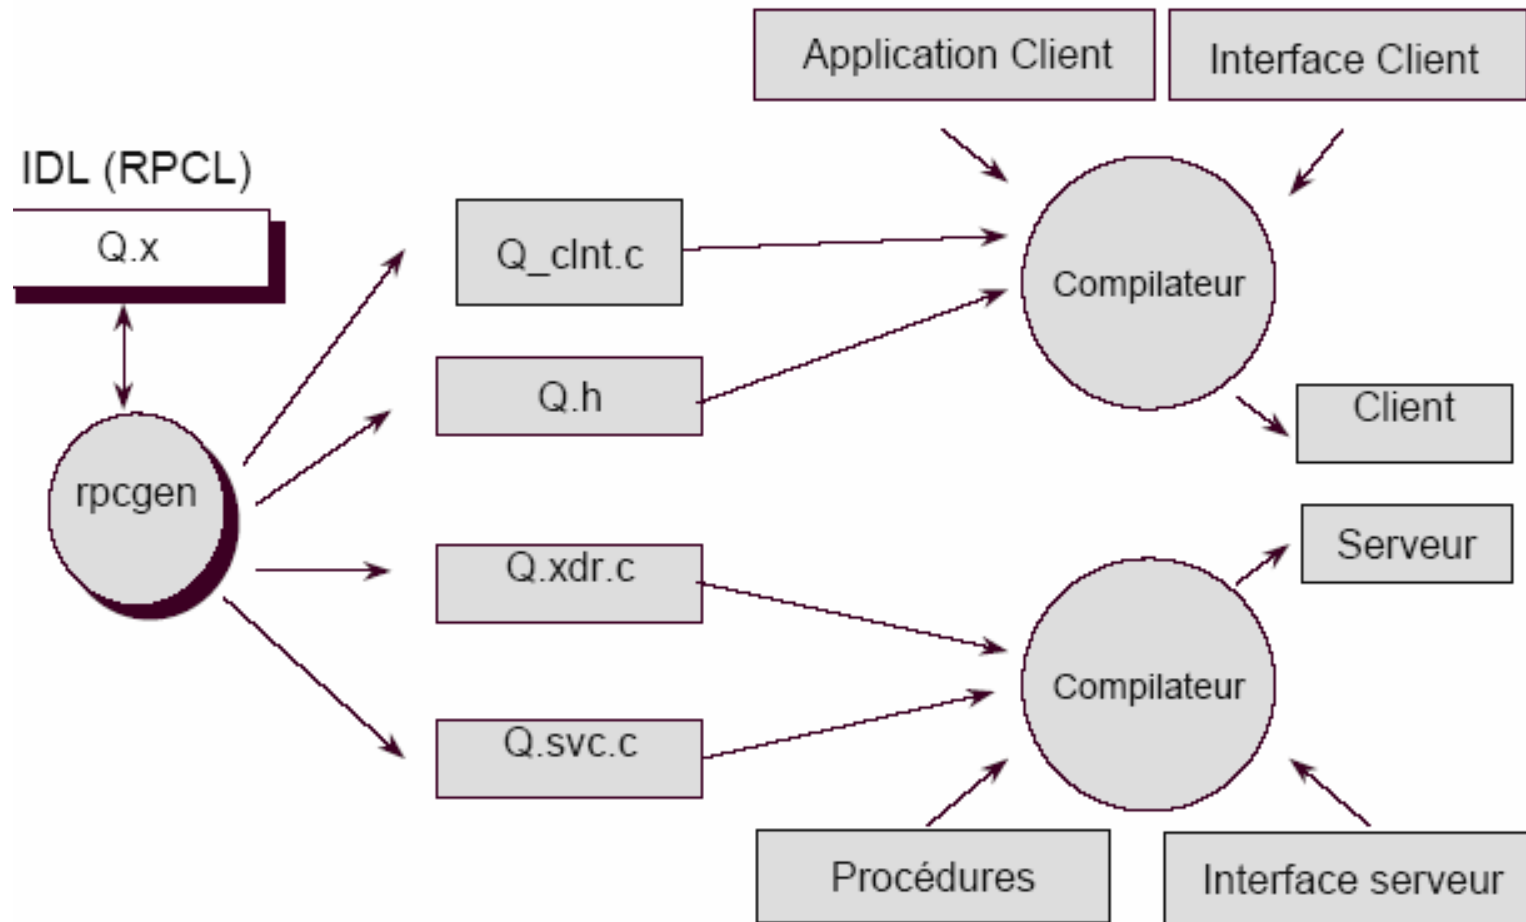 Application Client
Interface Client
IDL (RPCL)
Q.x
Q_clnt.c
Compilateur
Q.h
Client
rpcgen
Serveur
Q.xdr.c
Compilateur
Q.svc.c
Procédures
Interface serveur